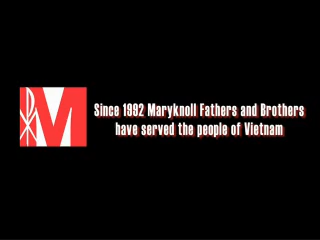 M
Since 1992 Maryknoll Fathers and Brothers
have served the people of Vietnam